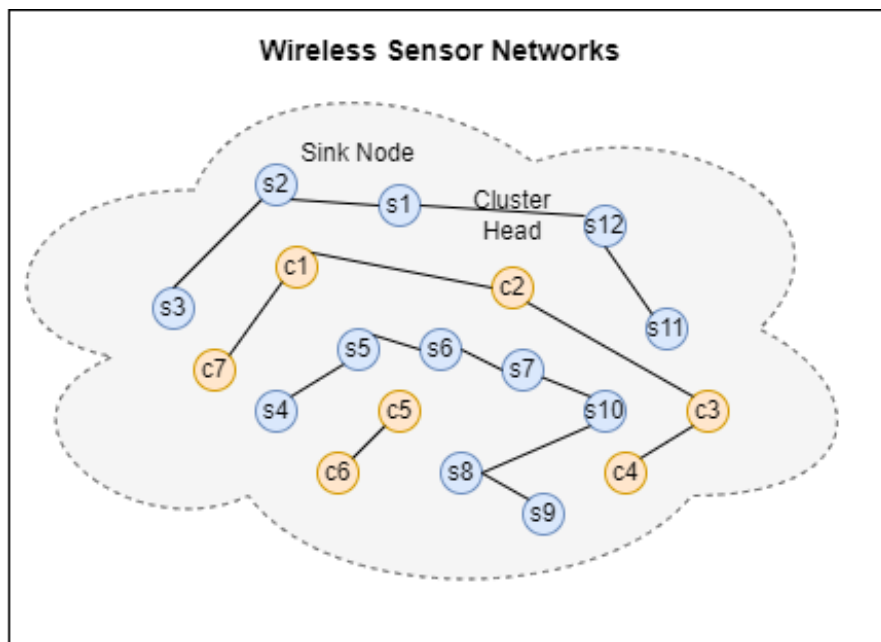 Wireless Sensor Networks
Sink Node
s2
s1
Cluster
Head
s12
c1
c2
s3
s11
s5
s6
s7
c7
s4
c5
s10
c3
c6
s8
c4
s9